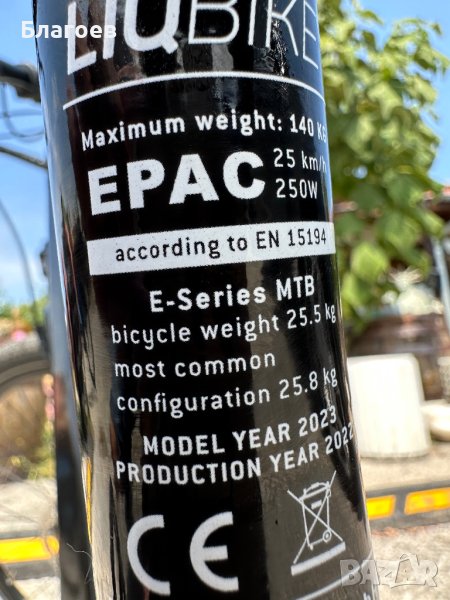 Благоев
LIQBIKE
Maximum weight: 140 KG
EPAC 25 km/h
250W
according to EN 15194
E-Series MTB
bicycle weight 25.5 kg
most common
configuration 25.8 kg
MODEL YEAR 2023
PRODUCTION YEAR 2022
CE
BAZAR